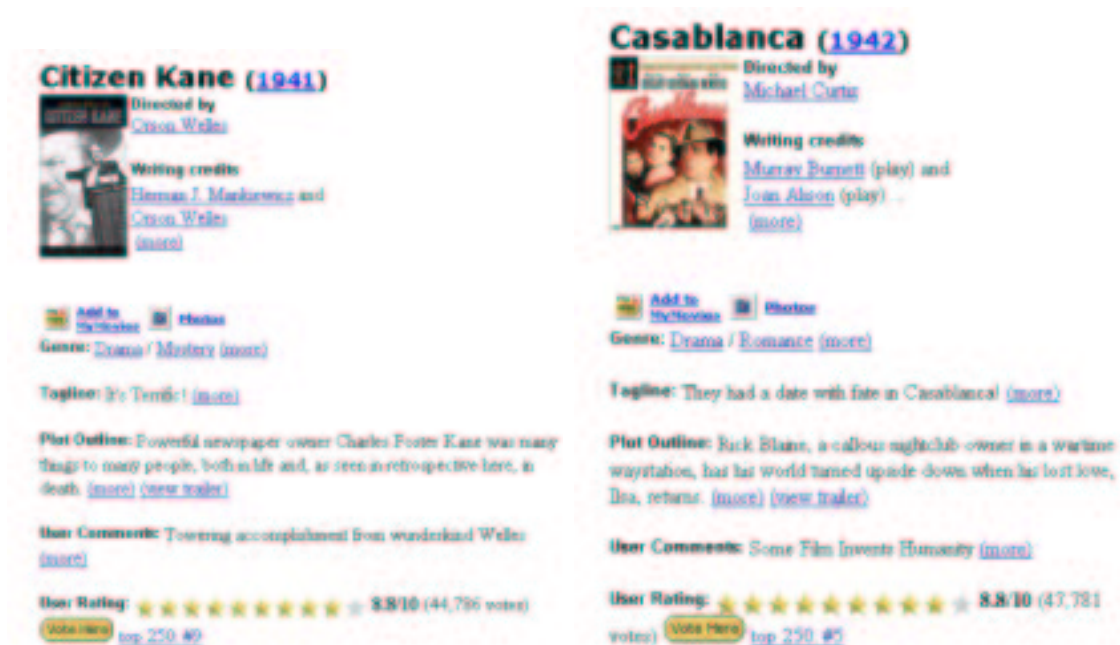 Citizen Kane (1941)
Directed by
Orson Welles
Writing credits
Herman J. Mankiewicz and
Orson Welles
(more)
Add to
MyMovies Photos
Genre: Drama / Mystery (more)
Tagline: It's Terrific! (more)
Plot Outline: Powerful newspaper owner Charles Foster Kane was many
things to many people, both in life and, as seen in retrospective here, in
death. (more) (view trailer)
User Comments: Towering accomplishment from wunderkind Welles
(more)
User Rating: 8.8/10 (44,786 votes)
Vote Here top 250: #9
Casablanca (1942)
Directed by
Michael Curtiz
Writing credits
Murray Burnett (play) and
Joan Alison (play) ...
(more)
Add to
MyMovies Photos
Genre: Drama / Romance (more)
Tagline: They had a date with fate in Casablanca! (more)
Plot Outline: Rick Blaine, a callous nightclub owner in a wartime
waystation, has his world turned upside down when his lost love,
Ilsa, returns. (more) (view trailer)
User Comments: Some Film Invents Humanity (more)
User Rating: 8.8/10 (47,781
votes) Vote Here top 250: #5